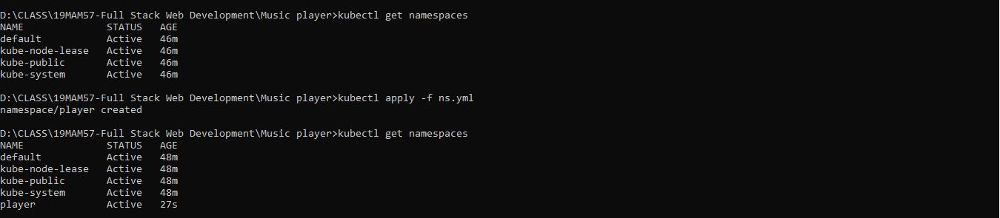 D:\CLASS\19MAM57-Full Stack Web Development\Music player>kubectl get namespaces
NAME              STATUS   AGE
default           Active   46m
kube-node-lease   Active   46m
kube-public       Active   46m
kube-system       Active   46m
D:\CLASS\19MAM57-Full Stack Web Development\Music player>kubectl apply -f ns.yml
namespace/player created
D:\CLASS\19MAM57-Full Stack Web Development\Music player>kubectl get namespaces
NAME              STATUS   AGE
default           Active   48m
kube-node-lease   Active   48m
kube-public       Active   48m
kube-system       Active   48m
player            Active   27s